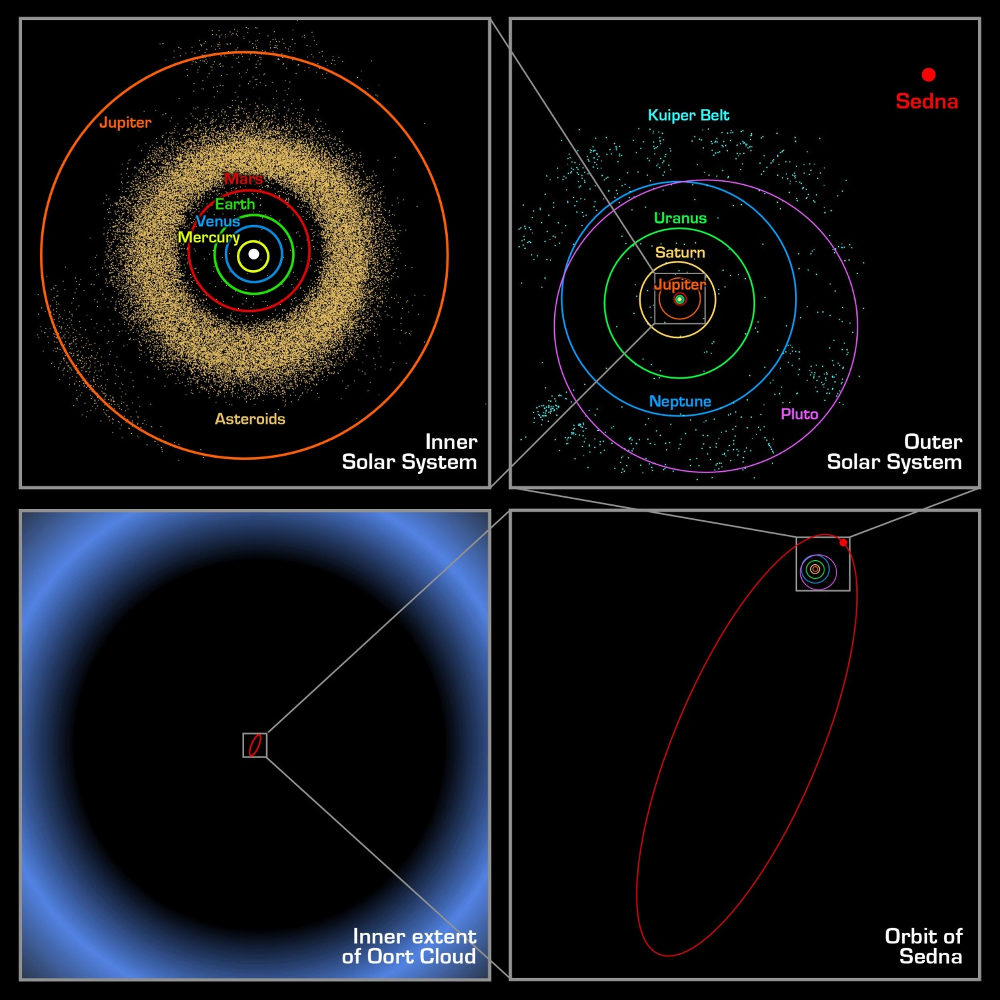 Jupiter
Mars
Earth
Venus
Mercury
Asteroids
Inner
Solar System
Sedna
Kuiper Belt
Uranus
Saturn
Jupiter
Neptune
Pluto
Outer
Solar System
Inner extent
of Oort Cloud
Orbit of
Sedna